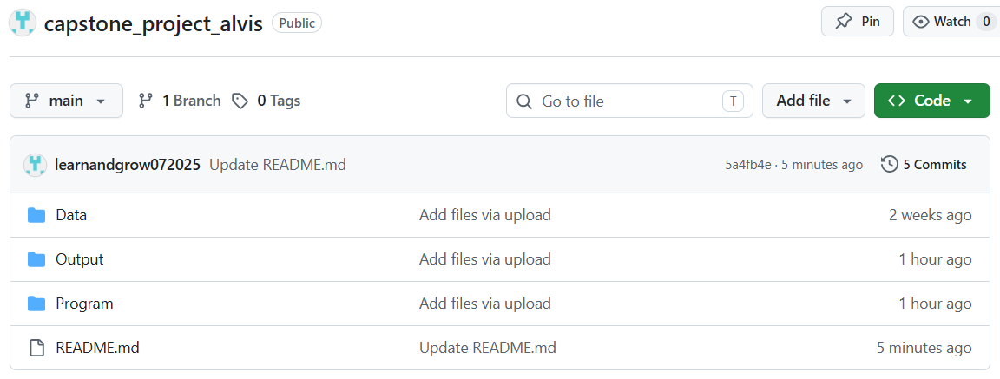 capstone_project_alvis Public Pin Watch 0
main 1 Branch 0 Tags Go to file T Add file Code
learnandgrow072025 Update README.md 5a4fb4e · 5 minutes ago 5 Commits
Data Add files via upload 2 weeks ago
Output Add files via upload 1 hour ago
Program Add files via upload 1 hour ago
README.md Update README.md 5 minutes ago